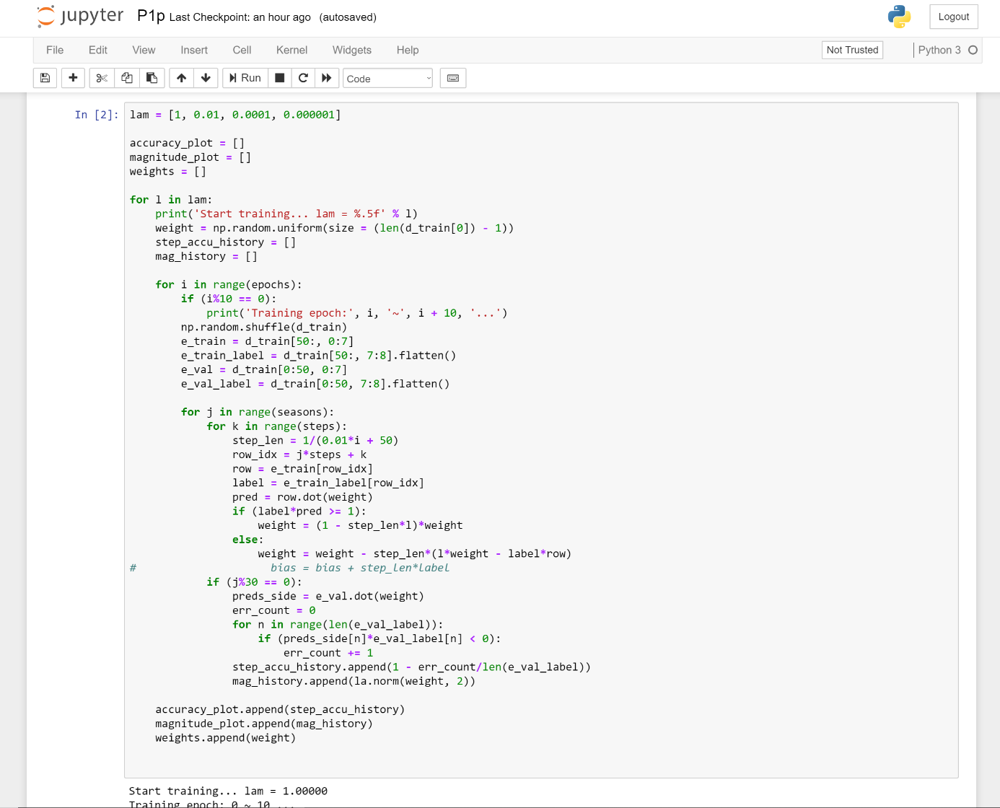 jupyter P1p Last Checkpoint: an hour ago (autosaved) Logout
File Edit View Insert Cell Kernel Widgets Help Not Trusted Python 3
Run Code
In [2]: lam = [1, 0.01, 0.0001, 0.000001]
accuracy_plot = []
magnitude_plot = []
weights = []
for l in lam:
    print('Start training... lam = %.5f' % l)
    weight = np.random.uniform(size = (len(d_train[0]) - 1))
    step_accu_history = []
    mag_history = []
    for i in range(epochs):
        if (i%10 == 0):
            print('Training epoch:', i, '~', i + 10, '...')
        np.random.shuffle(d_train)
        e_train = d_train[50:, 0:7]
        e_train_label = d_train[50:, 7:8].flatten()
        e_val = d_train[0:50, 0:7]
        e_val_label = d_train[0:50, 7:8].flatten()
        for j in range(seasons):
            for k in range(steps):
                step_len = 1/(0.01*i + 50)
                row_idx = j*steps + k
                row = e_train[row_idx]
                label = e_train_label[row_idx]
                pred = row.dot(weight)
                if (label*pred >= 1):
                    weight = (1 - step_len*l)*weight
                else:
                    weight = weight - step_len*(l*weight - label*row)
#                     bias = bias + step_len*label
            if (j%30 == 0):
                preds_side = e_val.dot(weight)
                err_count = 0
                for n in range(len(e_val_label)):
                    if (preds_side[n]*e_val_label[n] < 0):
                        err_count += 1
                step_accu_history.append(1 - err_count/len(e_val_label))
                mag_history.append(la.norm(weight, 2))
    accuracy_plot.append(step_accu_history)
    magnitude_plot.append(mag_history)
    weights.append(weight)
Start training... lam = 1.00000
Training epoch: 0 ~ 10 ...